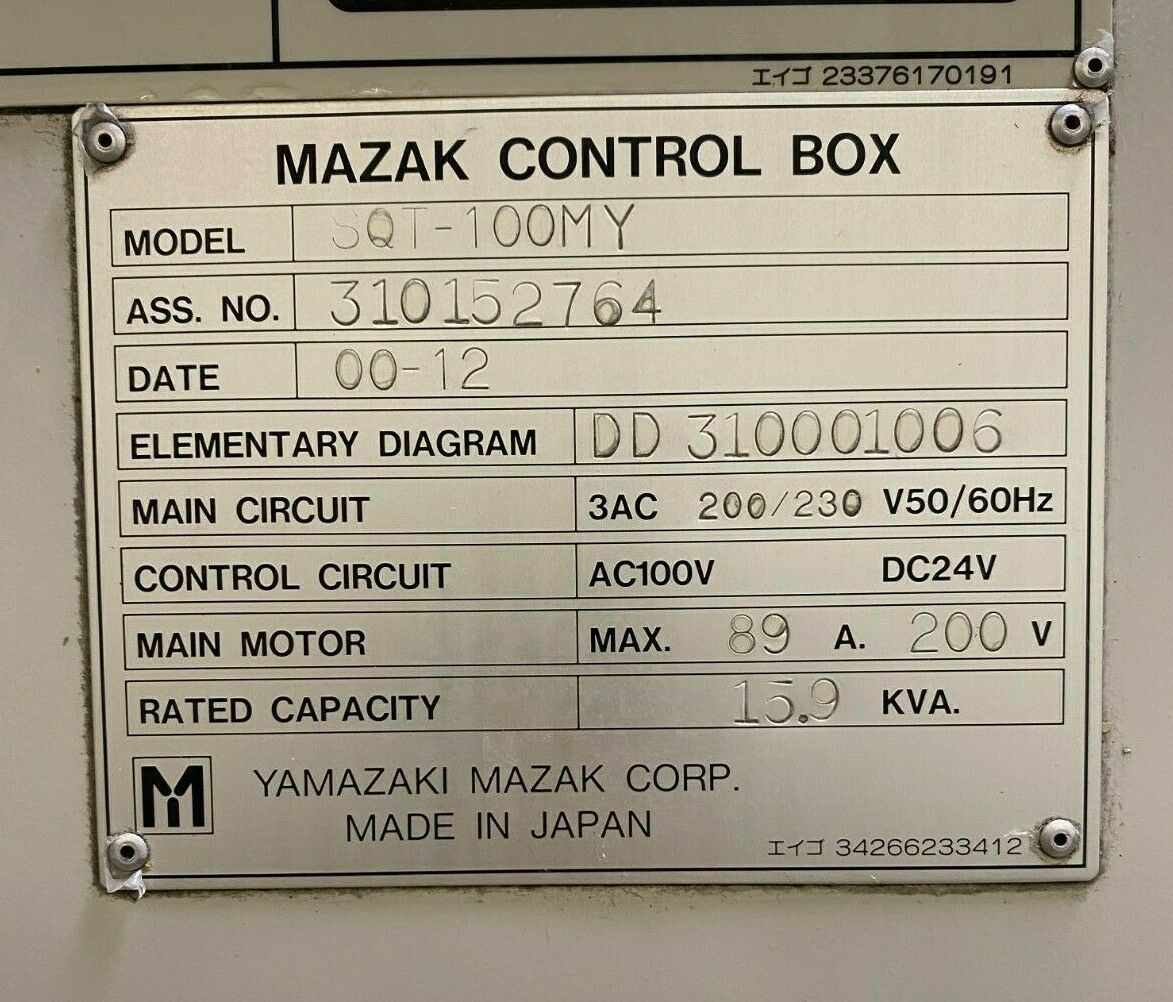 エイゴ 23376170191
MAZAK CONTROL BOX
MODEL SQT-100MY
ASS. NO. 310152764
DATE 00-12
ELEMENTARY DIAGRAM DD 310001006
MAIN CIRCUIT 3AC 200/230 V50/60Hz
CONTROL CIRCUIT AC100V DC24V
MAIN MOTOR MAX. 89 A. 200 V
RATED CAPACITY 15.9 KVA.
YAMAZAKI MAZAK CORP.
MADE IN JAPAN
エイゴ 34266233412